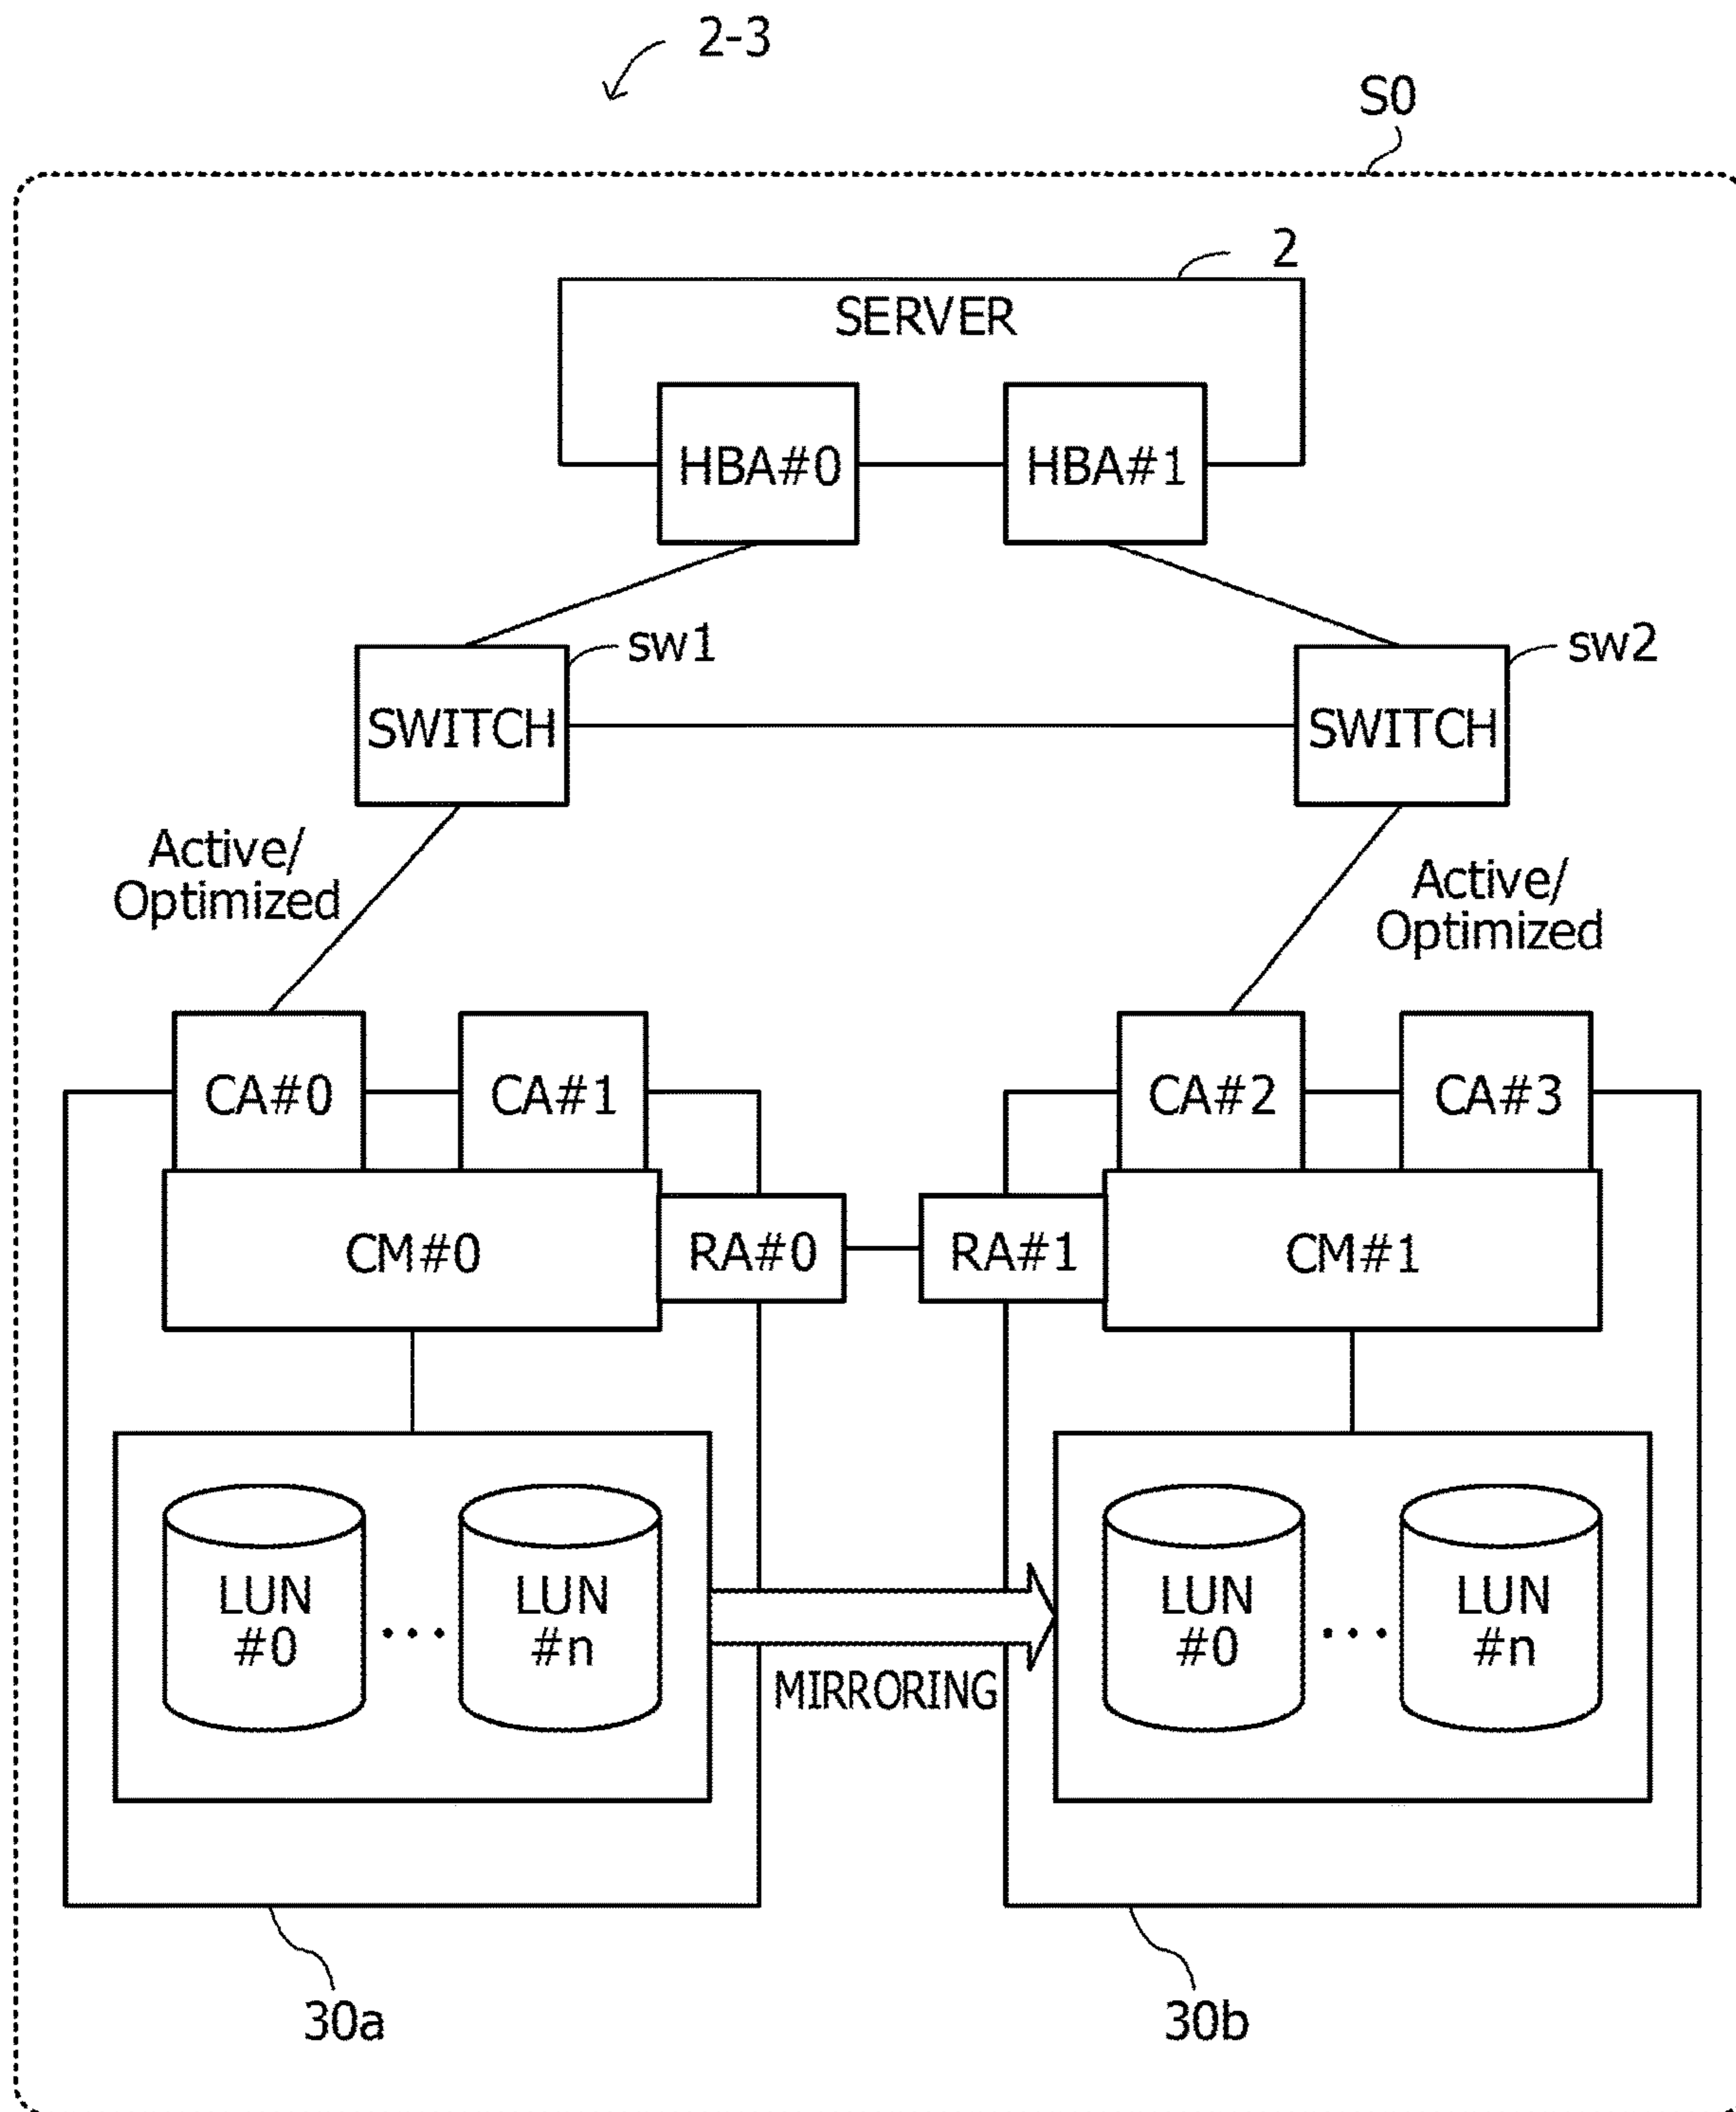 2-3
S0
2
SERVER
HBA#0
HBA#1
sw1
sw2
SWITCH
SWITCH
Active/
Optimized
Active/
Optimized
CA#0
CA#1
CA#2
CA#3
CM#0
RA#0
RA#1
CM#1
LUN
#0
...
LUN
#n
LUN
#0
...
LUN
#n
MIRRORING
30a
30b